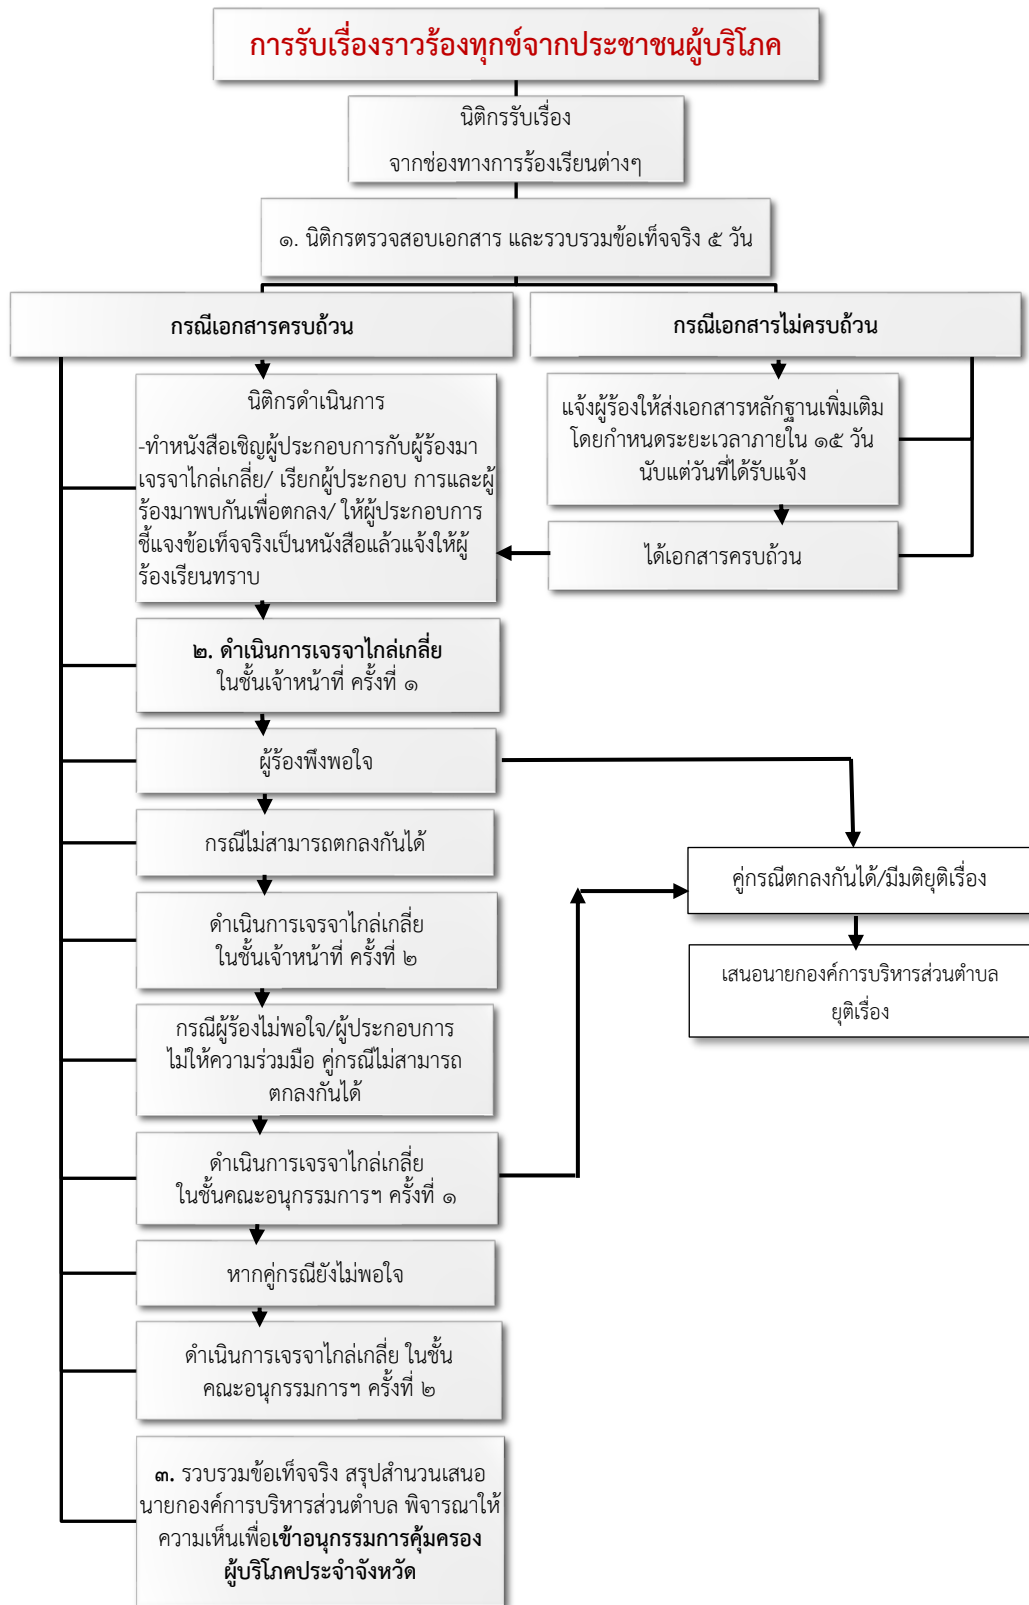 การรับเรื่องราวร้องทุกข์จากประชาชนผู้บริโภค
นิติกรรับเรื่อง
จากช่องทางการร้องเรียนต่างๆ
๑. นิติกรตรวจสอบเอกสาร และรวบรวมข้อเท็จจริง ๕ วัน
กรณีเอกสารครบถ้วน
กรณีเอกสารไม่ครบถ้วน
นิติกรดำเนินการ
-ทำหนังสือเชิญผู้ประกอบการกับผู้ร้องมา
เจรจาไกล่เกลี่ย/ เรียกผู้ประกอบ การและผู้
ร้องมาพบกันเพื่อตกลง/ ให้ผู้ประกอบการ
ชี้แจงข้อเท็จจริงเป็นหนังสือแล้วแจ้งให้ผู้
ร้องเรียนทราบ
แจ้งผู้ร้องให้ส่งเอกสารหลักฐานเพิ่มเติม
โดยกำหนดระยะเวลาภายใน ๑๕ วัน
นับแต่วันที่ได้รับแจ้ง
ได้เอกสารครบถ้วน
๒. ดำเนินการเจรจาไกล่เกลี่ย
ในชั้นเจ้าหน้าที่ ครั้งที่ ๑
ผู้ร้องพึงพอใจ
กรณีไม่สามารถตกลงกันได้
คู่กรณีตกลงกันได้/มีมติยุติเรื่อง
ดำเนินการเจรจาไกล่เกลี่ย
ในชั้นเจ้าหน้าที่ ครั้งที่ ๒
เสนอนายกองค์การบริหารส่วนตำบล
ยุติเรื่อง
กรณีผู้ร้องไม่พอใจ/ผู้ประกอบการ
ไม่ให้ความร่วมมือ คู่กรณีไม่สามารถ
ตกลงกันได้
ดำเนินการเจรจาไกล่เกลี่ย
ในชั้นคณะอนุกรรมการฯ ครั้งที่ ๑
หากคู่กรณียังไม่พอใจ
ดำเนินการเจรจาไกล่เกลี่ย ในชั้น
คณะอนุกรรมการฯ ครั้งที่ ๒
๓. รวบรวมข้อเท็จจริง สรุปสำนวนเสนอ
นายกองค์การบริหารส่วนตำบล พิจารณาให้
ความเห็นเพื่อเข้าอนุกรรมการคุ้มครอง
ผู้บริโภคประจำจังหวัด